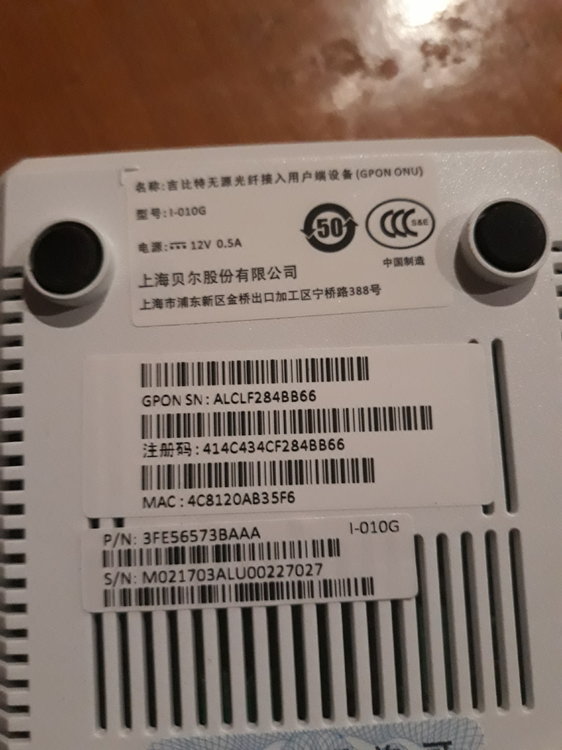 名称:吉比特无源光纤接入用户端设备(GPON ONU)
型号:I-010G
电源: 12V 0.5A
50
CCC S&E
中国制造
上海贝尔股份有限公司
上海市浦东新区金桥出口加工区宁桥路388号
GPON SN: ALCLF284BB66
注册码: 414C434CF284BB66
MAC : 4C8120AB35F6
P/N: 3FE56573BAAA I-010G
S/N: M021703ALU00227027